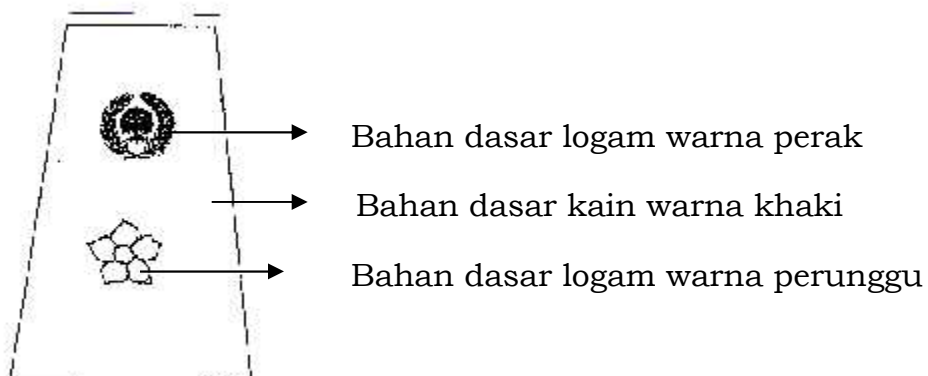 Bahan dasar logam warna perak
Bahan dasar kain warna khaki
Bahan dasar logam warna perunggu